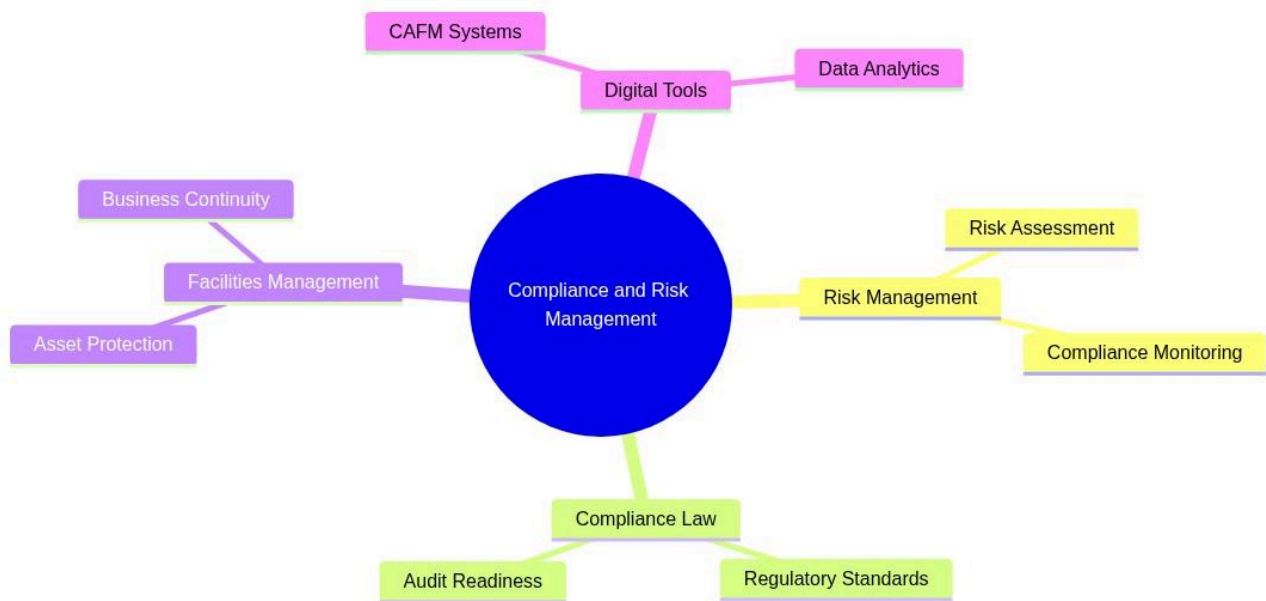 CAFM Systems
Data Analytics
Digital Tools
Business Continuity
Risk Assessment
Facilities Management
Compliance and Risk
Management
Risk Management
Asset Protection
Compliance Monitoring
Compliance Law
Audit Readiness
Regulatory Standards